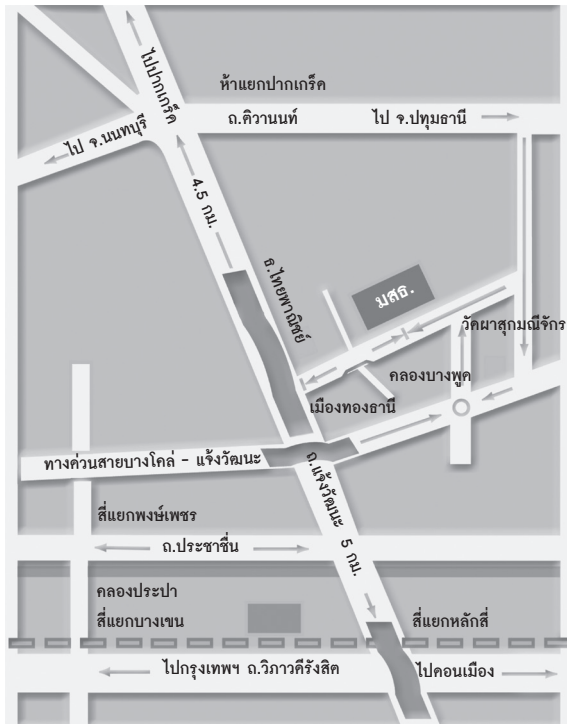 ไปปากเกร็ด
ห้าแยกปากเกร็ด
ถ.ติวานนท์
ไป จ.ปทุมธานี
ไป จ.นนทบุรี
4.5 กม.
ธ.ไทยพาณิชย์
มสธ.
วัดผาสุกมณีจักร
คลองบางพูด
เมืองทองธานี
ทางด่วนสายบางโคล่ - แจ้งวัฒนะ
ถ.แจ้งวัฒนะ 5 กม.
สี่แยกพงษ์เพชร
ถ.ประชาชื่น
คลองประปา
สี่แยกบางเขน
สี่แยกหลักสี่
ไปกรุงเทพฯ ถ.วิภาวดีรังสิต
ไปดอนเมือง